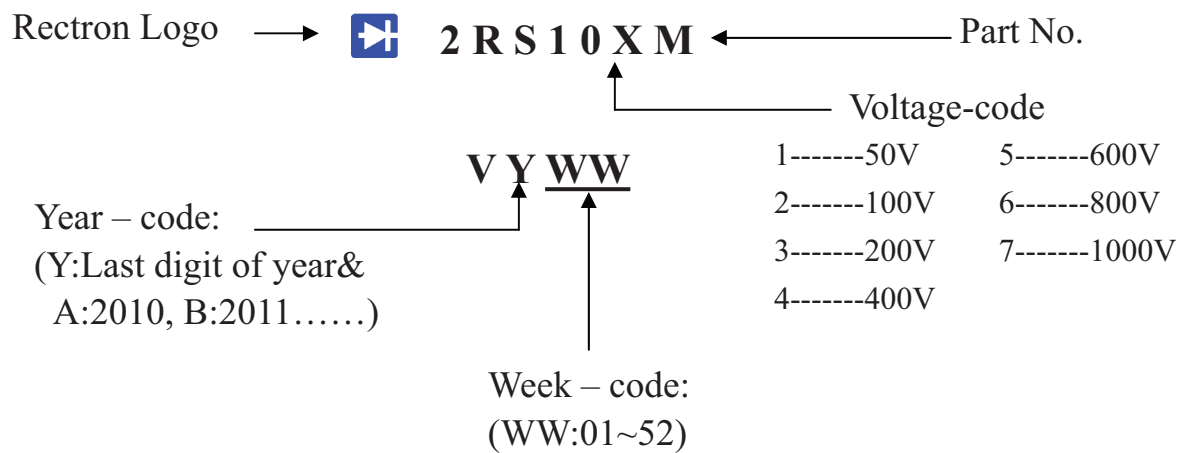 Rectron Logo
2 R S 1 0 X M
Part No.
Voltage-code
1-------50V 5-------600V
2-------100V 6-------800V
3-------200V 7-------1000V
4-------400V
V Y WW
Year – code:
(Y:Last digit of year&
A:2010, B:2011……)
Week – code:
(WW:01~52)